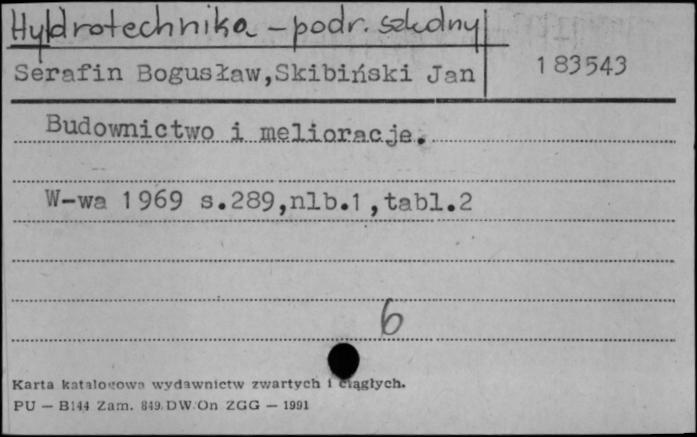 Hydrotechnika - podr. szkolny
Serafin Bogusław,Skibiński Jan
183543
Budownictwo i melioracje.
W-wa 1969 s.289,nlb.1,tabl.2
6
Karta katalogowa wydawnictw zwartych i ciągłych.
PU — B144 Zam. 849.DW.On ZGG — 1991